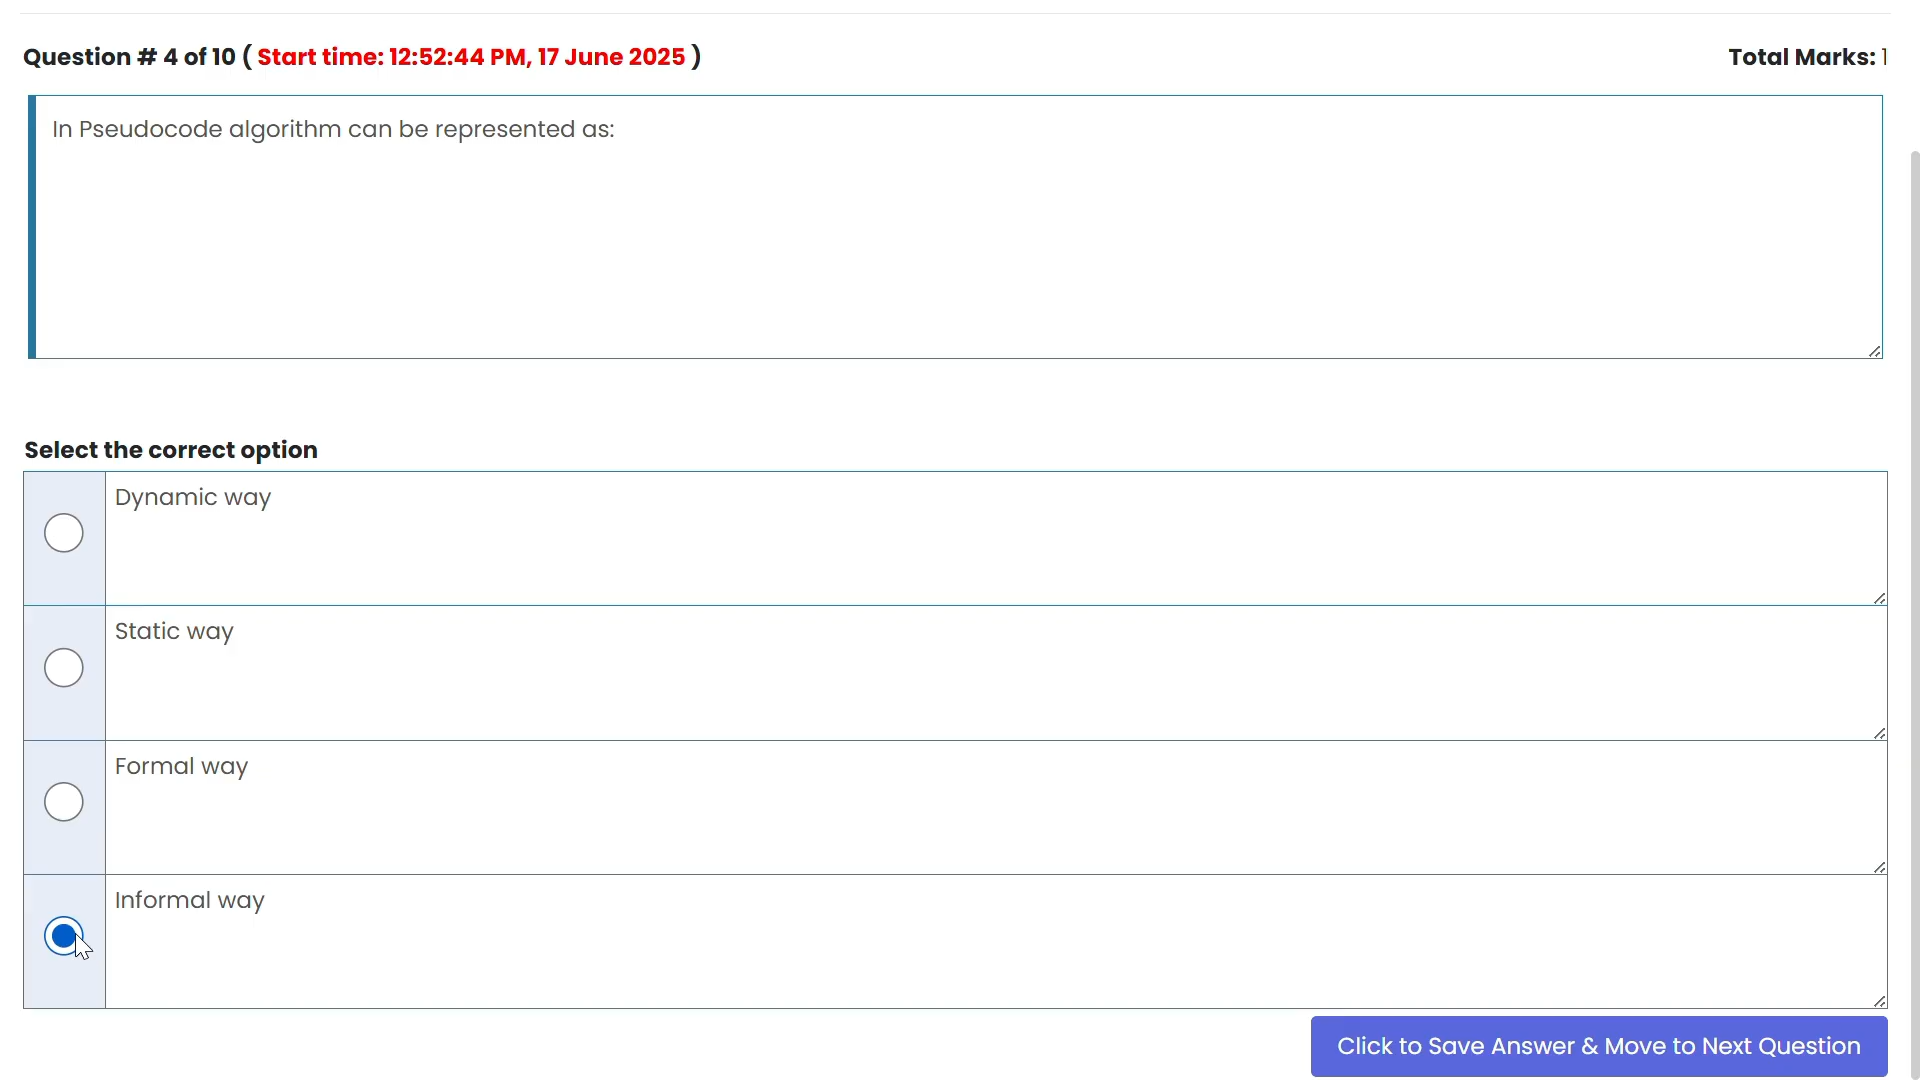 Question # 4 of 10 ( Start time: 12:52:44 PM, 17 June 2025 )
Total Marks: 1
In Pseudocode algorithm can be represented as:
Select the correct option
Dynamic way
Static way
Formal way
Informal way
Click to Save Answer & Move to Next Question